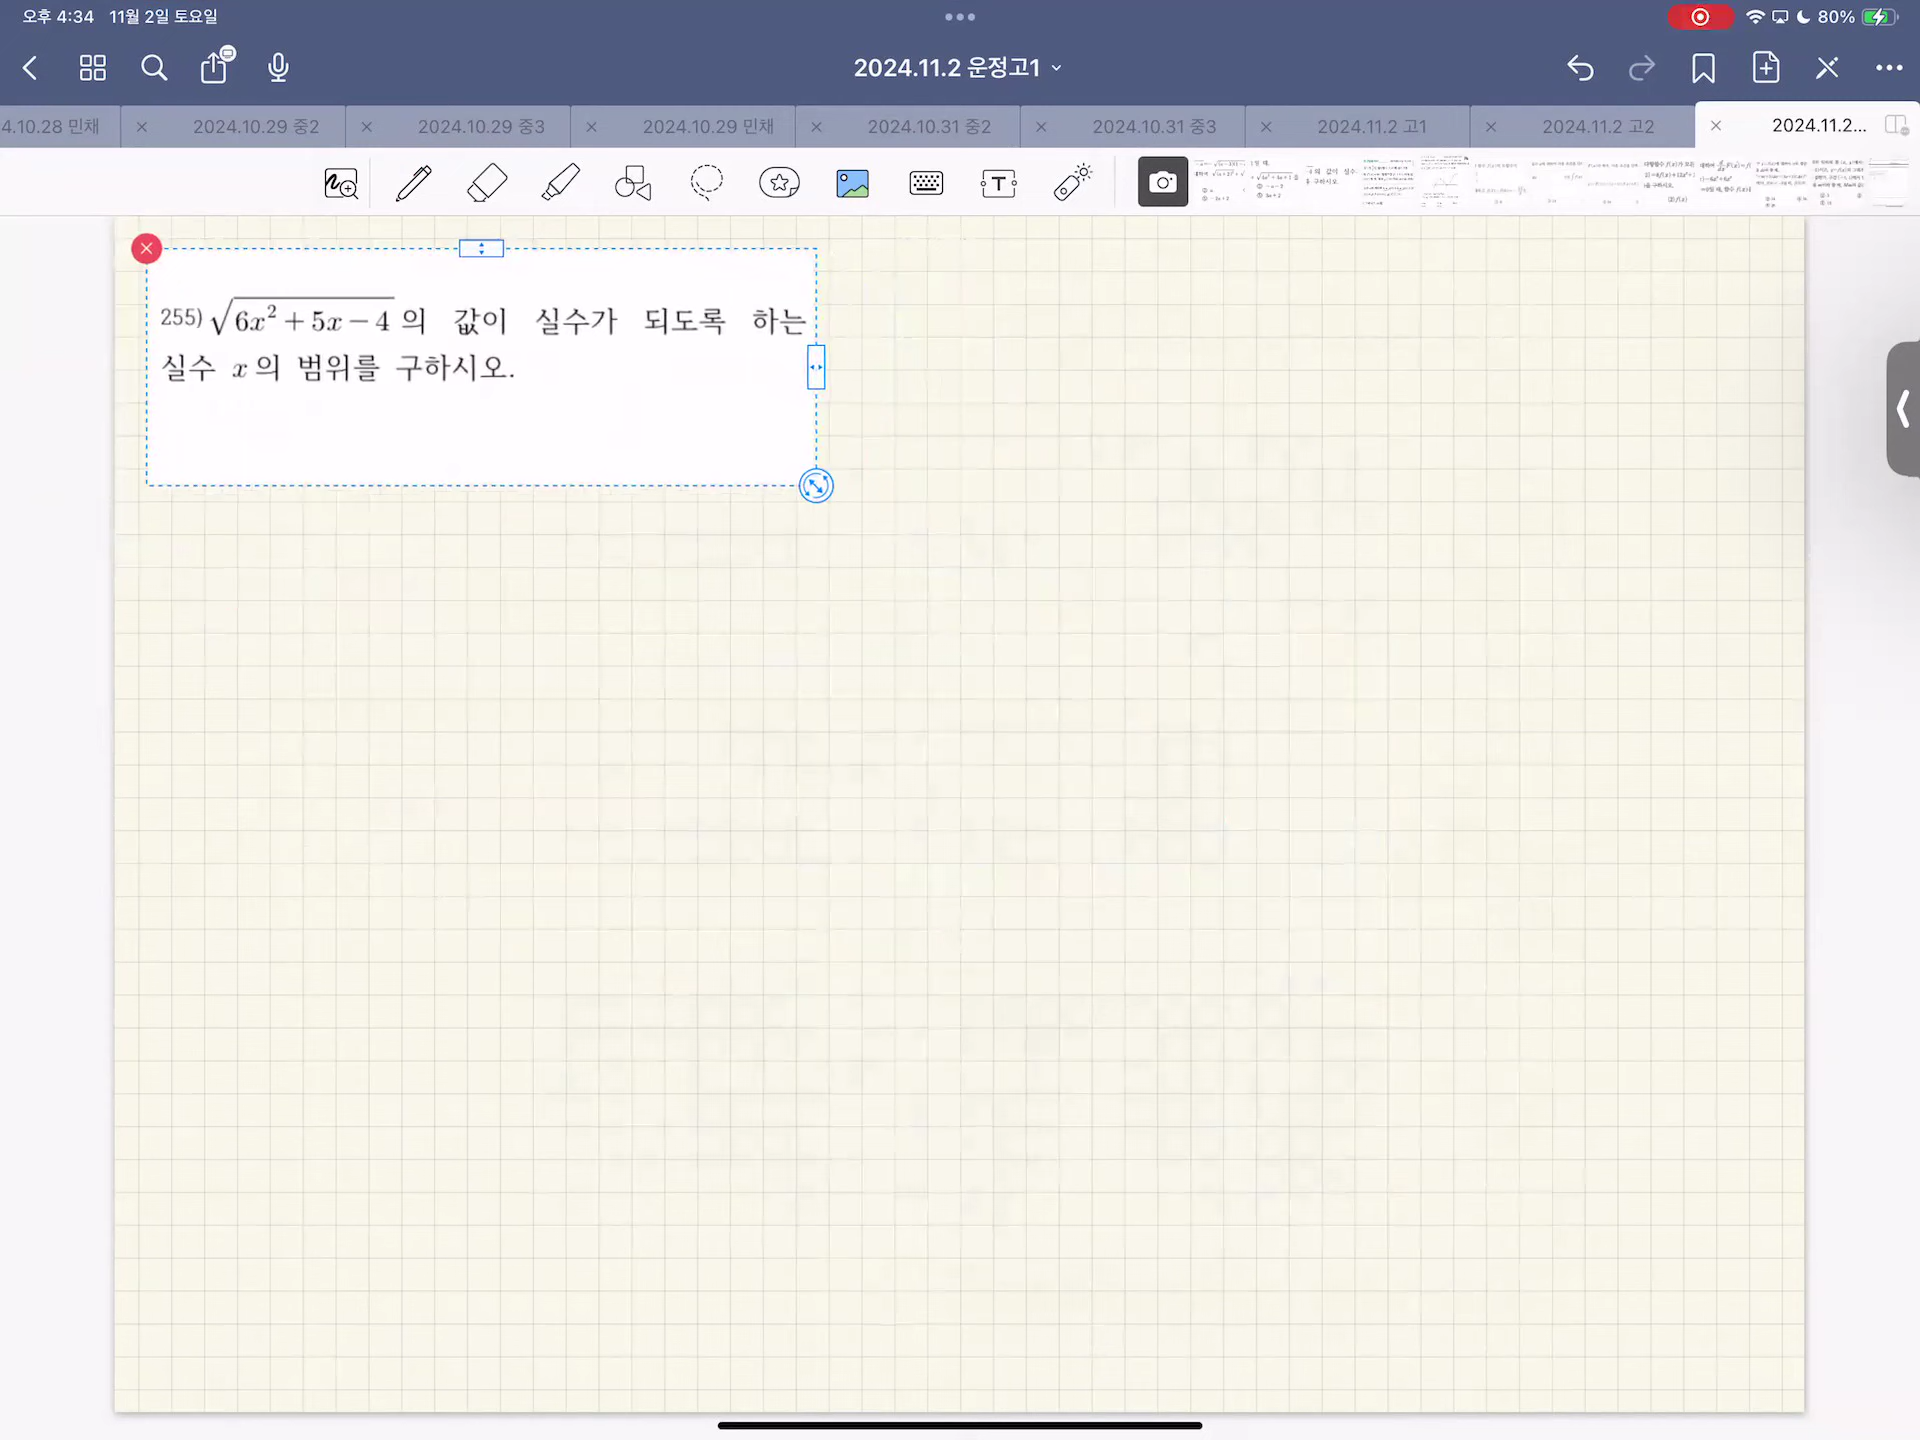 오후 4:34 11월 2일 토요일
80%
2024.11.2 운정고1
4.10.28 민채
2024.10.29 중2
2024.10.29 중3
2024.10.29 민채
2024.10.31 중2
2024.10.31 중3
2024.11.2 고1
2024.11.2 고2
2024.11.2...
255) √(6x² + 5x − 4) 의 값이 실수가 되도록 하는
실수 x의 범위를 구하시오.